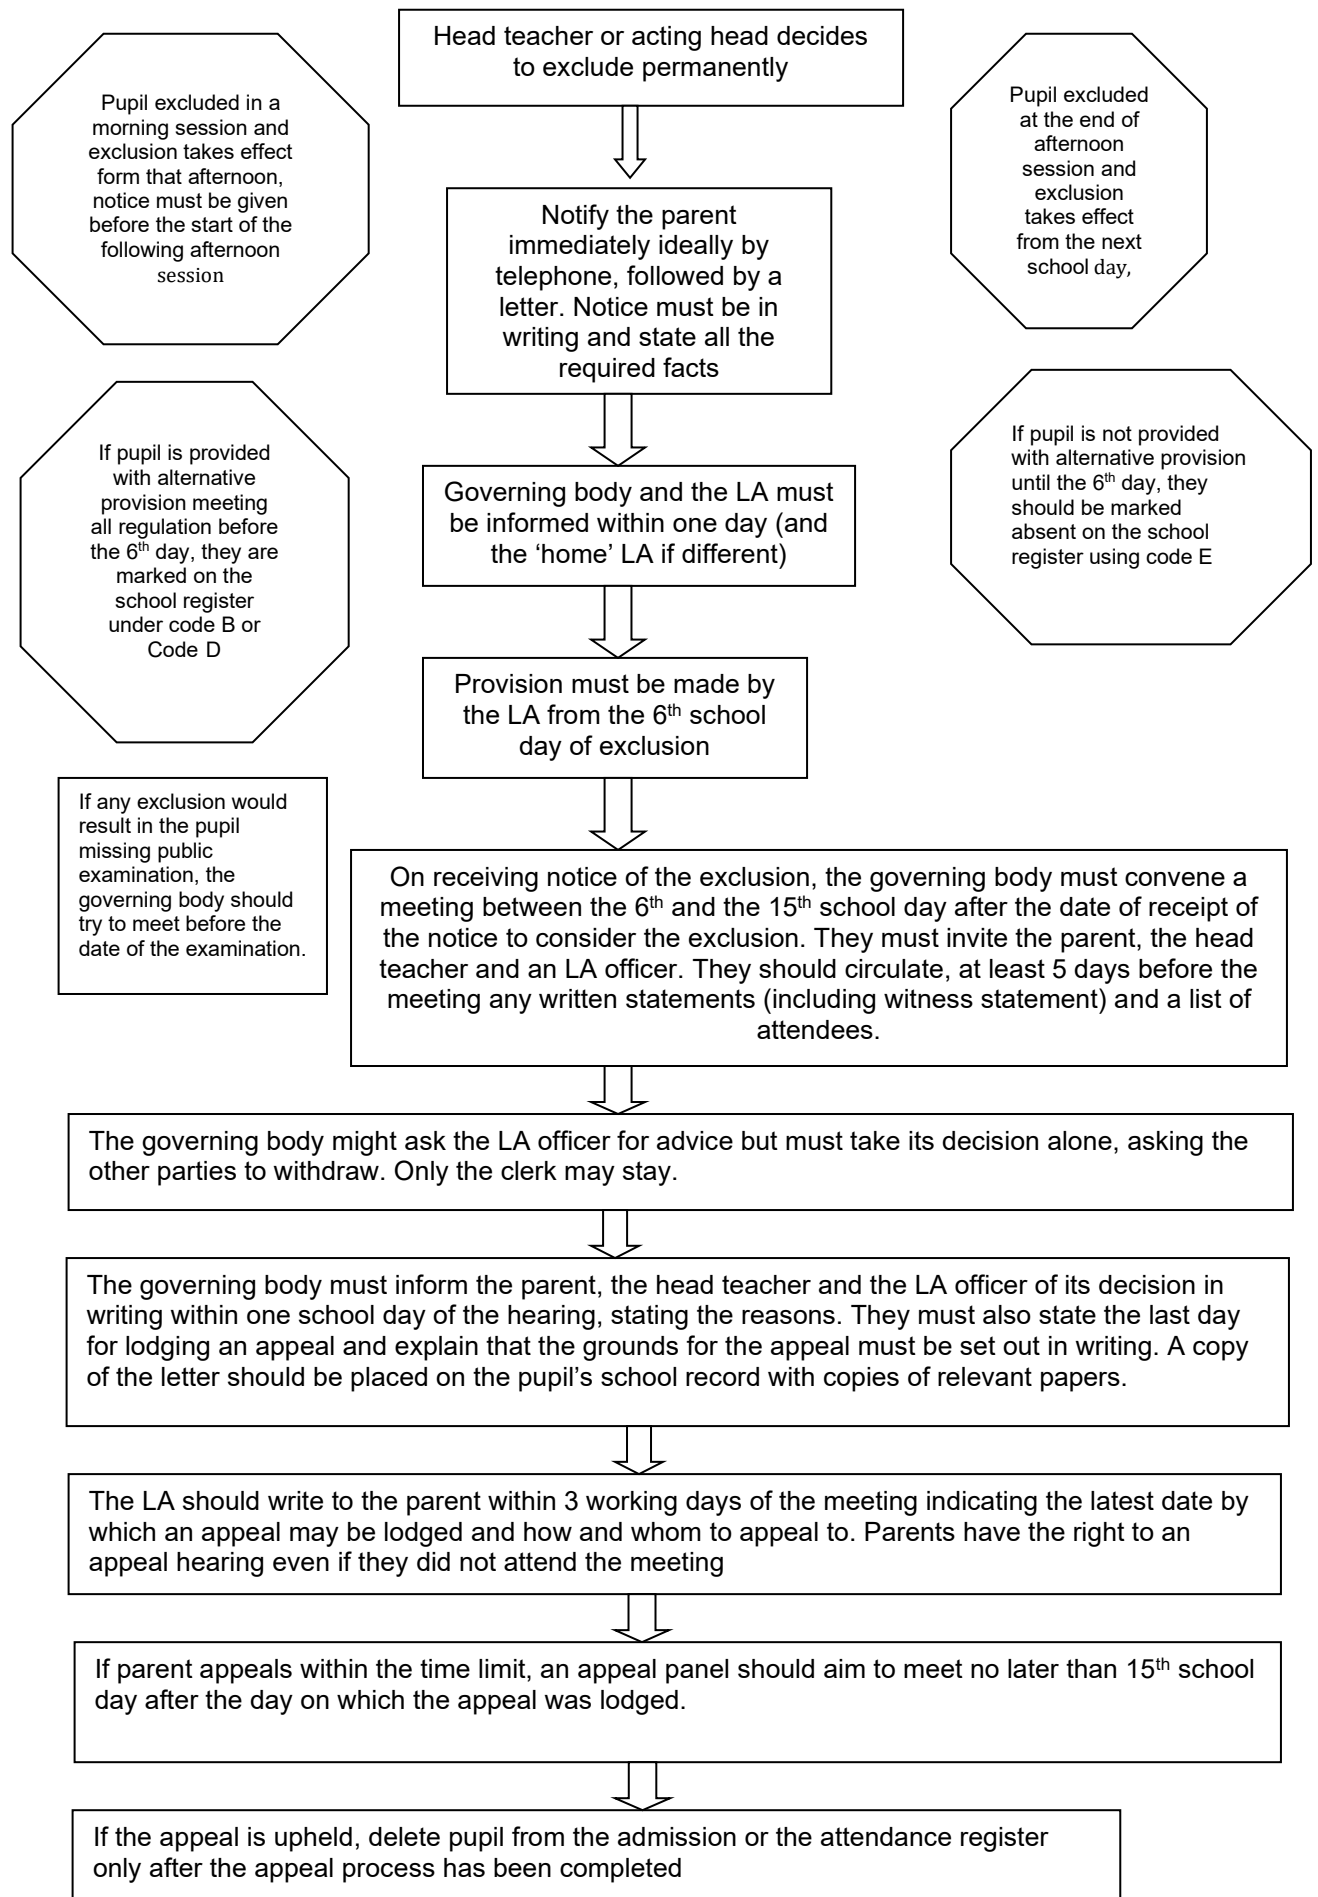 Head teacher or acting head decides
to exclude permanently
Pupil excluded in a
morning session and
exclusion takes effect
form that afternoon,
notice must be given
before the start of the
following afternoon
session
Pupil excluded
at the end of
afternoon
session and
exclusion
takes effect
from the next
school day,
Notify the parent
immediately ideally by
telephone, followed by a
letter. Notice must be in
writing and state all the
required facts
If pupil is provided
with alternative
provision meeting
all regulation before
the 6th day, they are
marked on the
school register
under code B or
Code D
If pupil is not provided
with alternative provision
until the 6th day, they
should be marked
absent on the school
register using code E
Governing body and the LA must
be informed within one day (and
the ‘home’ LA if different)
Provision must be made by
the LA from the 6th school
day of exclusion
If any exclusion would
result in the pupil
missing public
examination, the
governing body should
try to meet before the
date of the examination.
On receiving notice of the exclusion, the governing body must convene a
meeting between the 6th and the 15th school day after the date of receipt of
the notice to consider the exclusion. They must invite the parent, the head
teacher and an LA officer. They should circulate, at least 5 days before the
meeting any written statements (including witness statement) and a list of
attendees.
The governing body might ask the LA officer for advice but must take its decision alone, asking the
other parties to withdraw. Only the clerk may stay.
The governing body must inform the parent, the head teacher and the LA officer of its decision in
writing within one school day of the hearing, stating the reasons. They must also state the last day
for lodging an appeal and explain that the grounds for the appeal must be set out in writing. A copy
of the letter should be placed on the pupil’s school record with copies of relevant papers.
The LA should write to the parent within 3 working days of the meeting indicating the latest date by
which an appeal may be lodged and how and whom to appeal to. Parents have the right to an
appeal hearing even if they did not attend the meeting
If parent appeals within the time limit, an appeal panel should aim to meet no later than 15th school
day after the day on which the appeal was lodged.
If the appeal is upheld, delete pupil from the admission or the attendance register
only after the appeal process has been completed